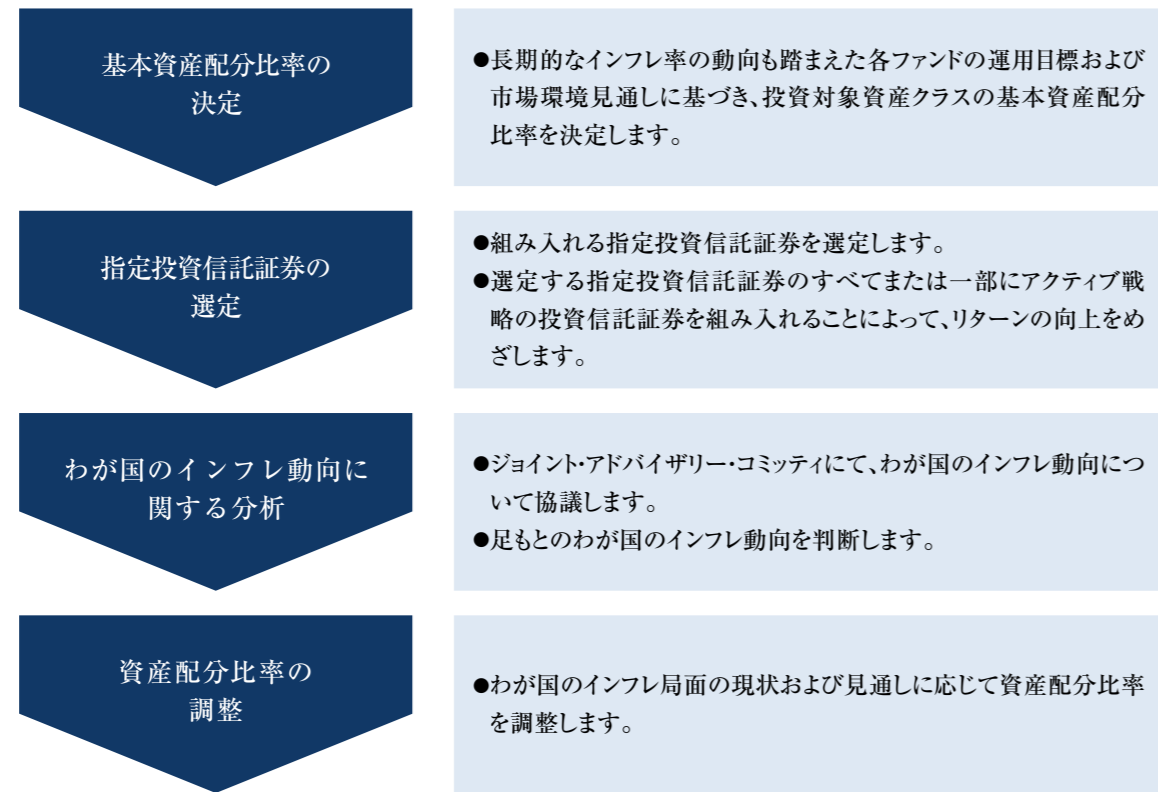 基本資産配分比率の
決定
●長期的なインフレ率の動向も踏まえた各ファンドの運用目標および
市場環境見通しに基づき、投資対象資産クラスの基本資産配分
比率を決定します。
指定投資信託証券の
選定
●組み入れる指定投資信託証券を選定します。
●選定する指定投資信託証券のすべてまたは一部にアクティブ戦
略の投資信託証券を組み入れることによって、リターンの向上をめ
ざします。
わが国のインフレ動向に
関する分析
●ジョイント・アドバイザリー・コミッティにて、わが国のインフレ動向につ
いて協議します。
●足もとのわが国のインフレ動向を判断します。
資産配分比率の
調整
●わが国のインフレ局面の現状および見通しに応じて資産配分比率
を調整します。